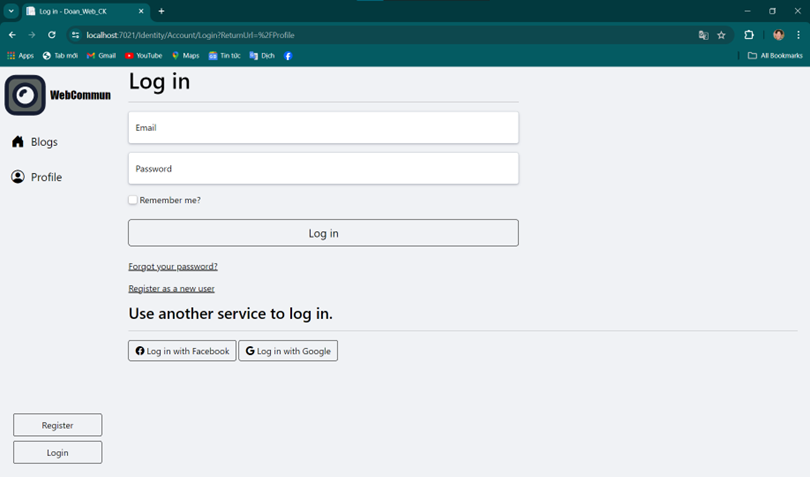 Log in - Doan_Web_CK
localhost:7021/Identity/Account/Login?ReturnUrl=%2FProfile
Apps Tab mới Gmail YouTube Maps Tin tức Dịch All Bookmarks
WebCommun
Blogs
Profile
Register
Login
Log in
Email
Password
Remember me?
Log in
Forgot your password?
Register as a new user
Use another service to log in.
Log in with Facebook Log in with Google